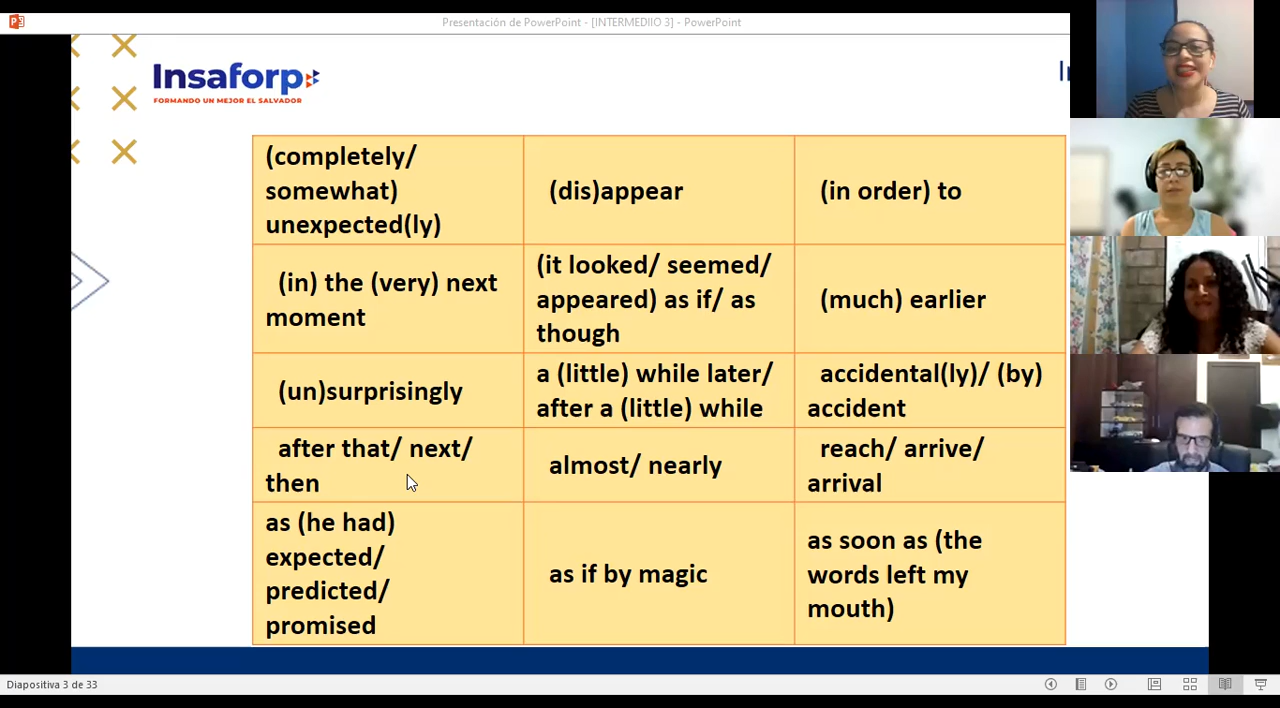 Presentación de PowerPoint - [INTERMEDIIO 3] - PowerPoint
Insaforp
FORMANDO UN MEJOR EL SALVADOR
(completely/
somewhat)
unexpected(ly)
(dis)appear
(in order) to
(in) the (very) next
moment
(it looked/ seemed/
appeared) as if/ as
though
(much) earlier
(un)surprisingly
a (little) while later/
after a (little) while
accidental(ly)/ (by)
accident
after that/ next/
then
almost/ nearly
reach/ arrive/
arrival
as (he had)
expected/
predicted/
promised
as if by magic
as soon as (the
words left my
mouth)
Diapositiva 3 de 33